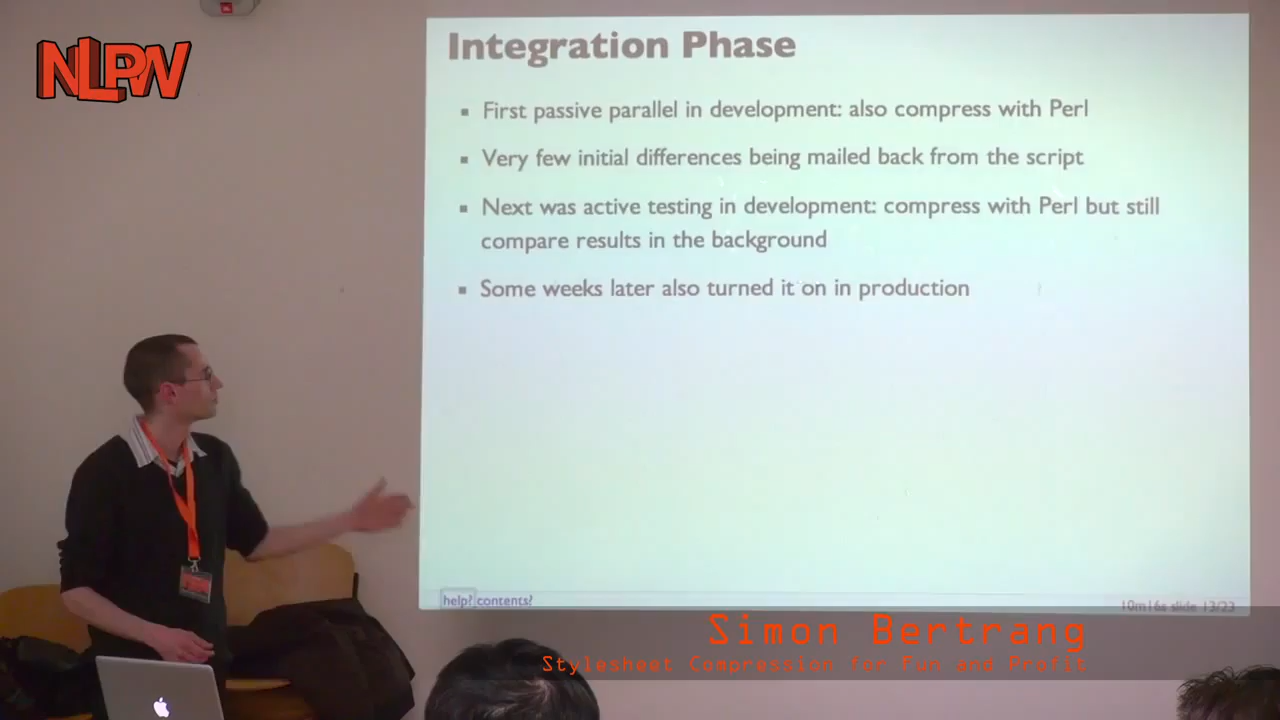 NLPW
Integration Phase
First passive parallel in development: also compress with Perl
Very few initial differences being mailed back from the script
Next was active testing in development: compress with Perl but still
compare results in the background
Some weeks later also turned it on in production
help? contents?
10m16s slide 13/23
Simon Bertrang
Stylesheet Compression for Fun and Profit